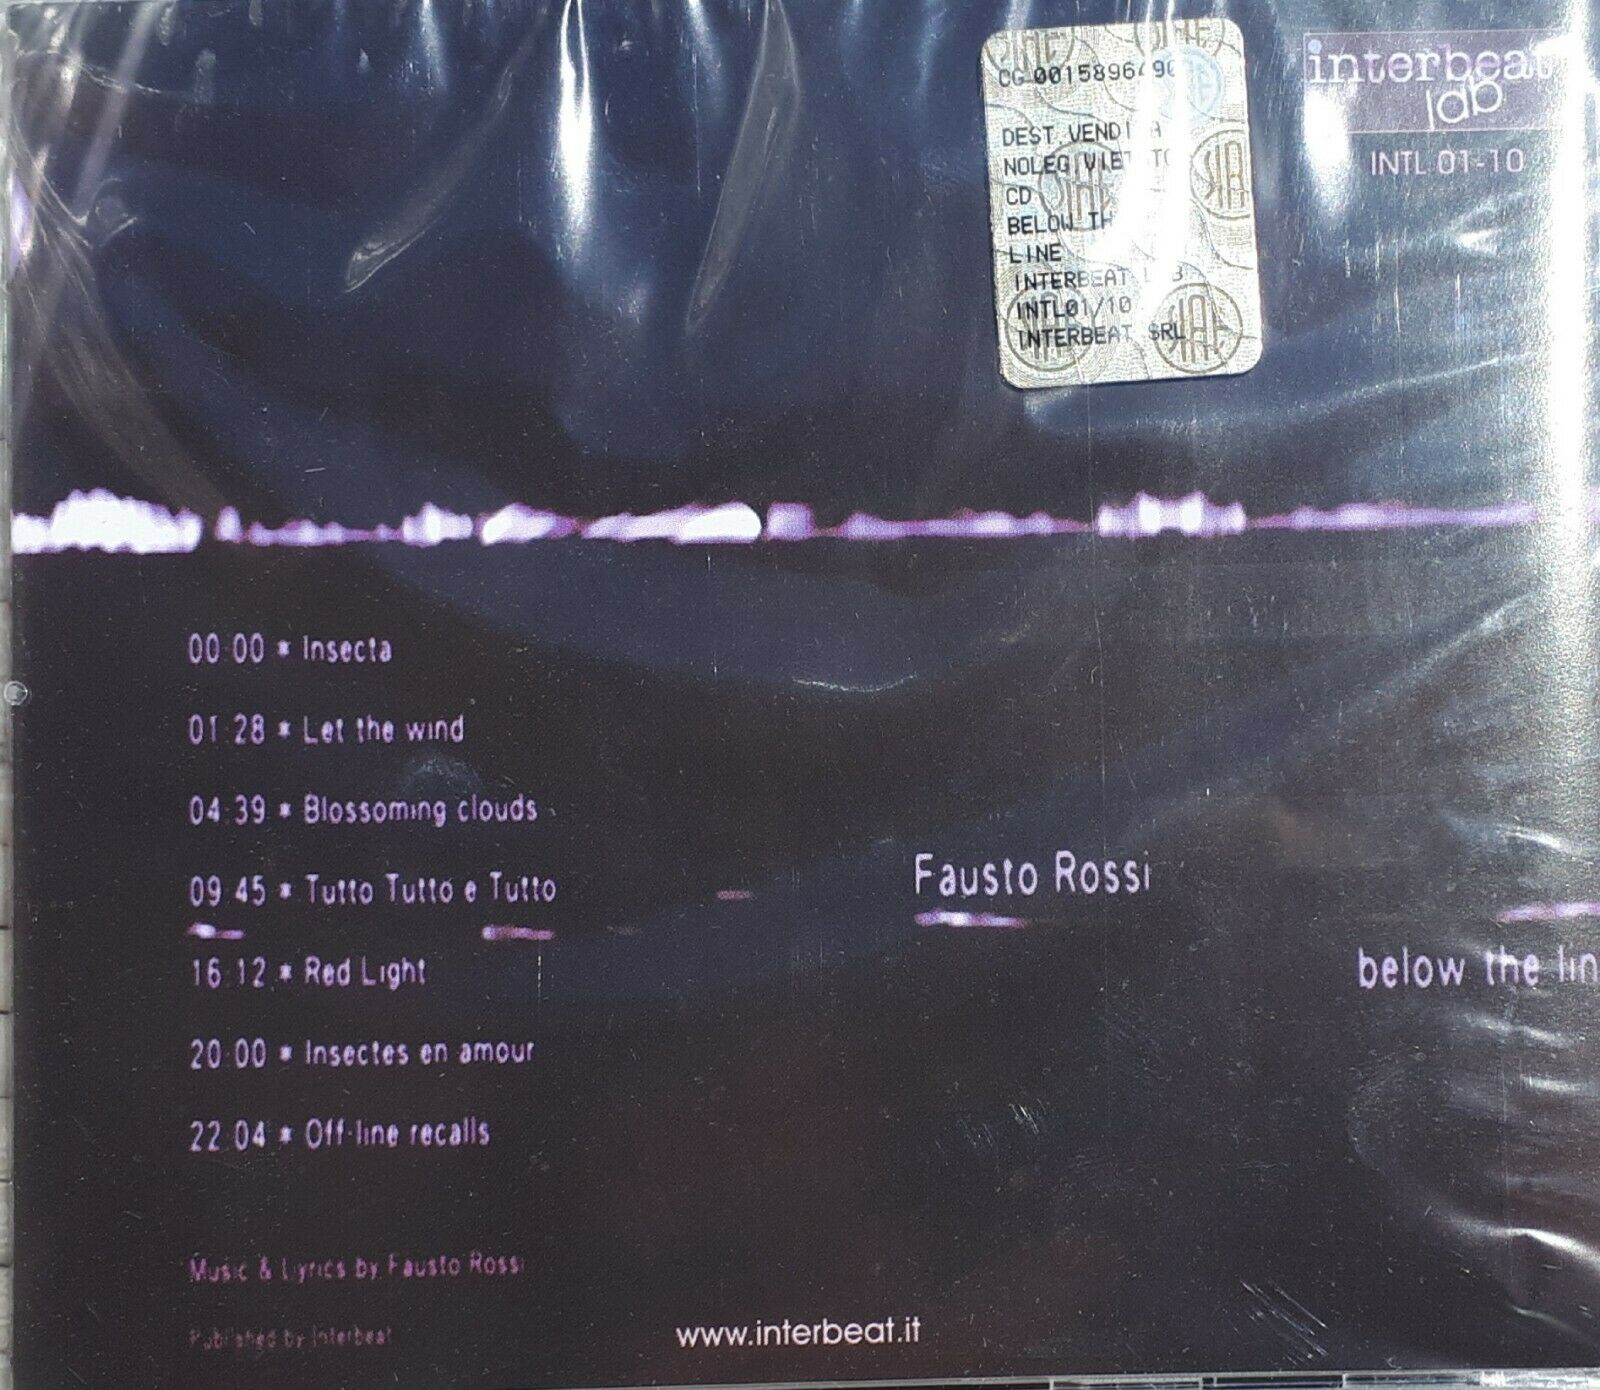 CG 0015896490
DEST VENDITA
NOLEG.VIETATO
CD
BELOW TH
LINE
INTERBEAT
INTL01/10
INTERBEAT SRL
interbeat
lab
INTL 01-10
00:00 * Insecta
01:28 * Let the wind
04:39 * Blossoming clouds
09:45 * Tutto Tutto e Tutto
16:12 * Red Light
20:00 * Insectes en amour
22:04 * Off-line recalls
Fausto Rossi
below the lin
Music & Lyrics by Fausto Rossi
Published by Interbeat
www.interbeat.it